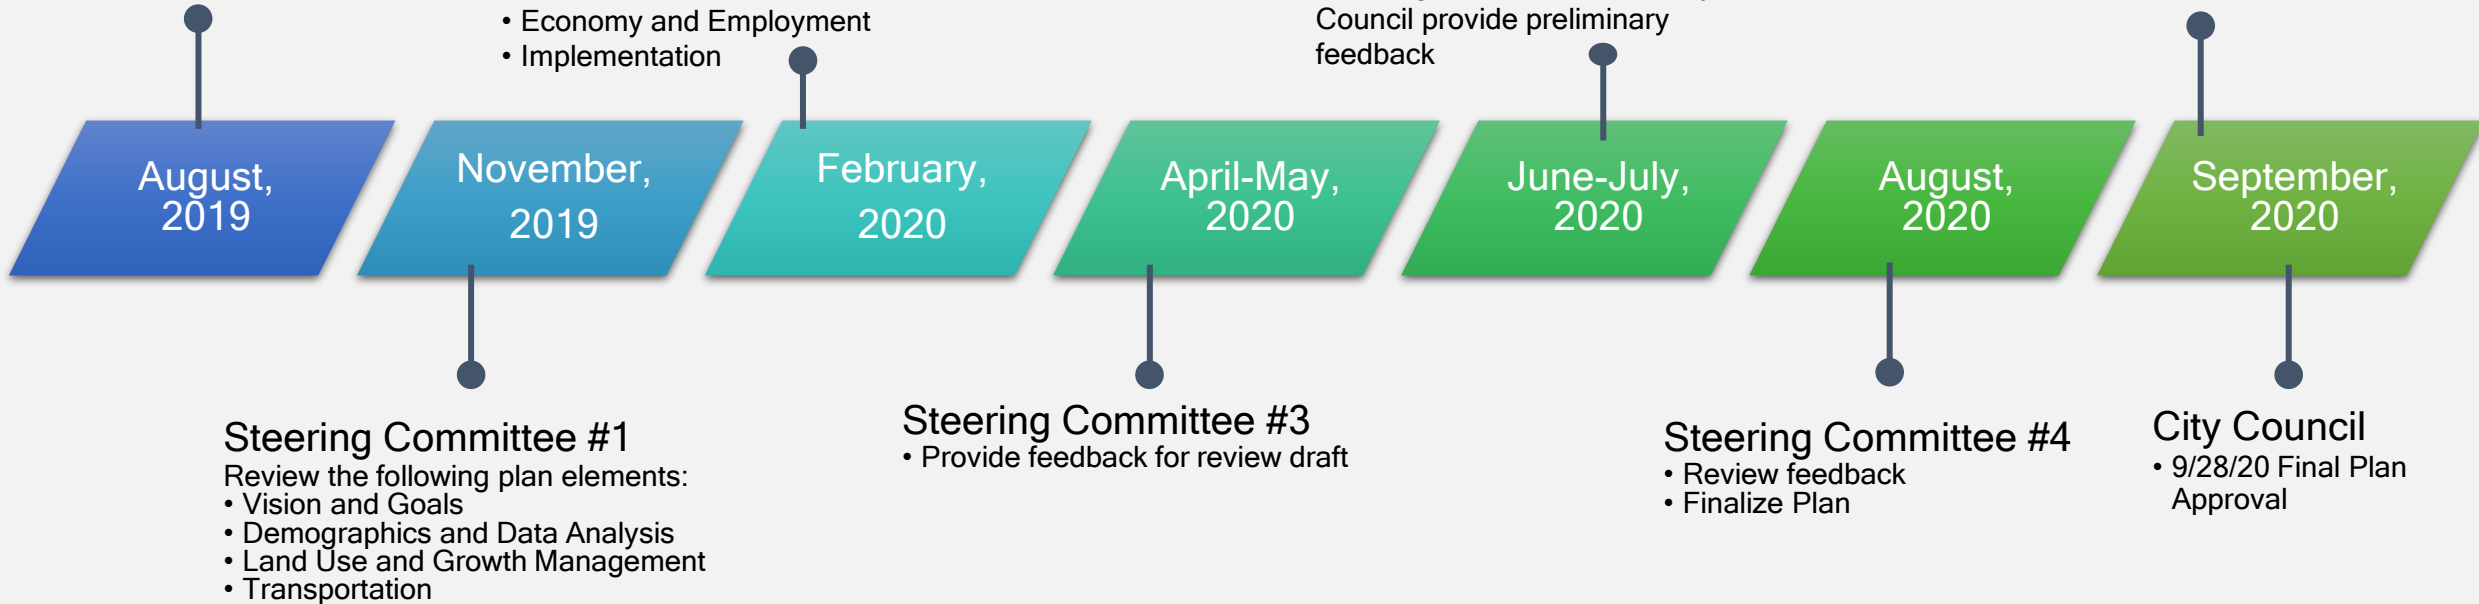 • Economy and Employment
• Implementation
Council provide preliminary
feedback
August,
2019
November,
2019
February,
2020
April-May,
2020
June-July,
2020
August,
2020
September,
2020
Steering Committee #1
Review the following plan elements:
• Vision and Goals
• Demographics and Data Analysis
• Land Use and Growth Management
• Transportation
Steering Committee #3
• Provide feedback for review draft
Steering Committee #4
• Review feedback
• Finalize Plan
City Council
• 9/28/20 Final Plan
Approval